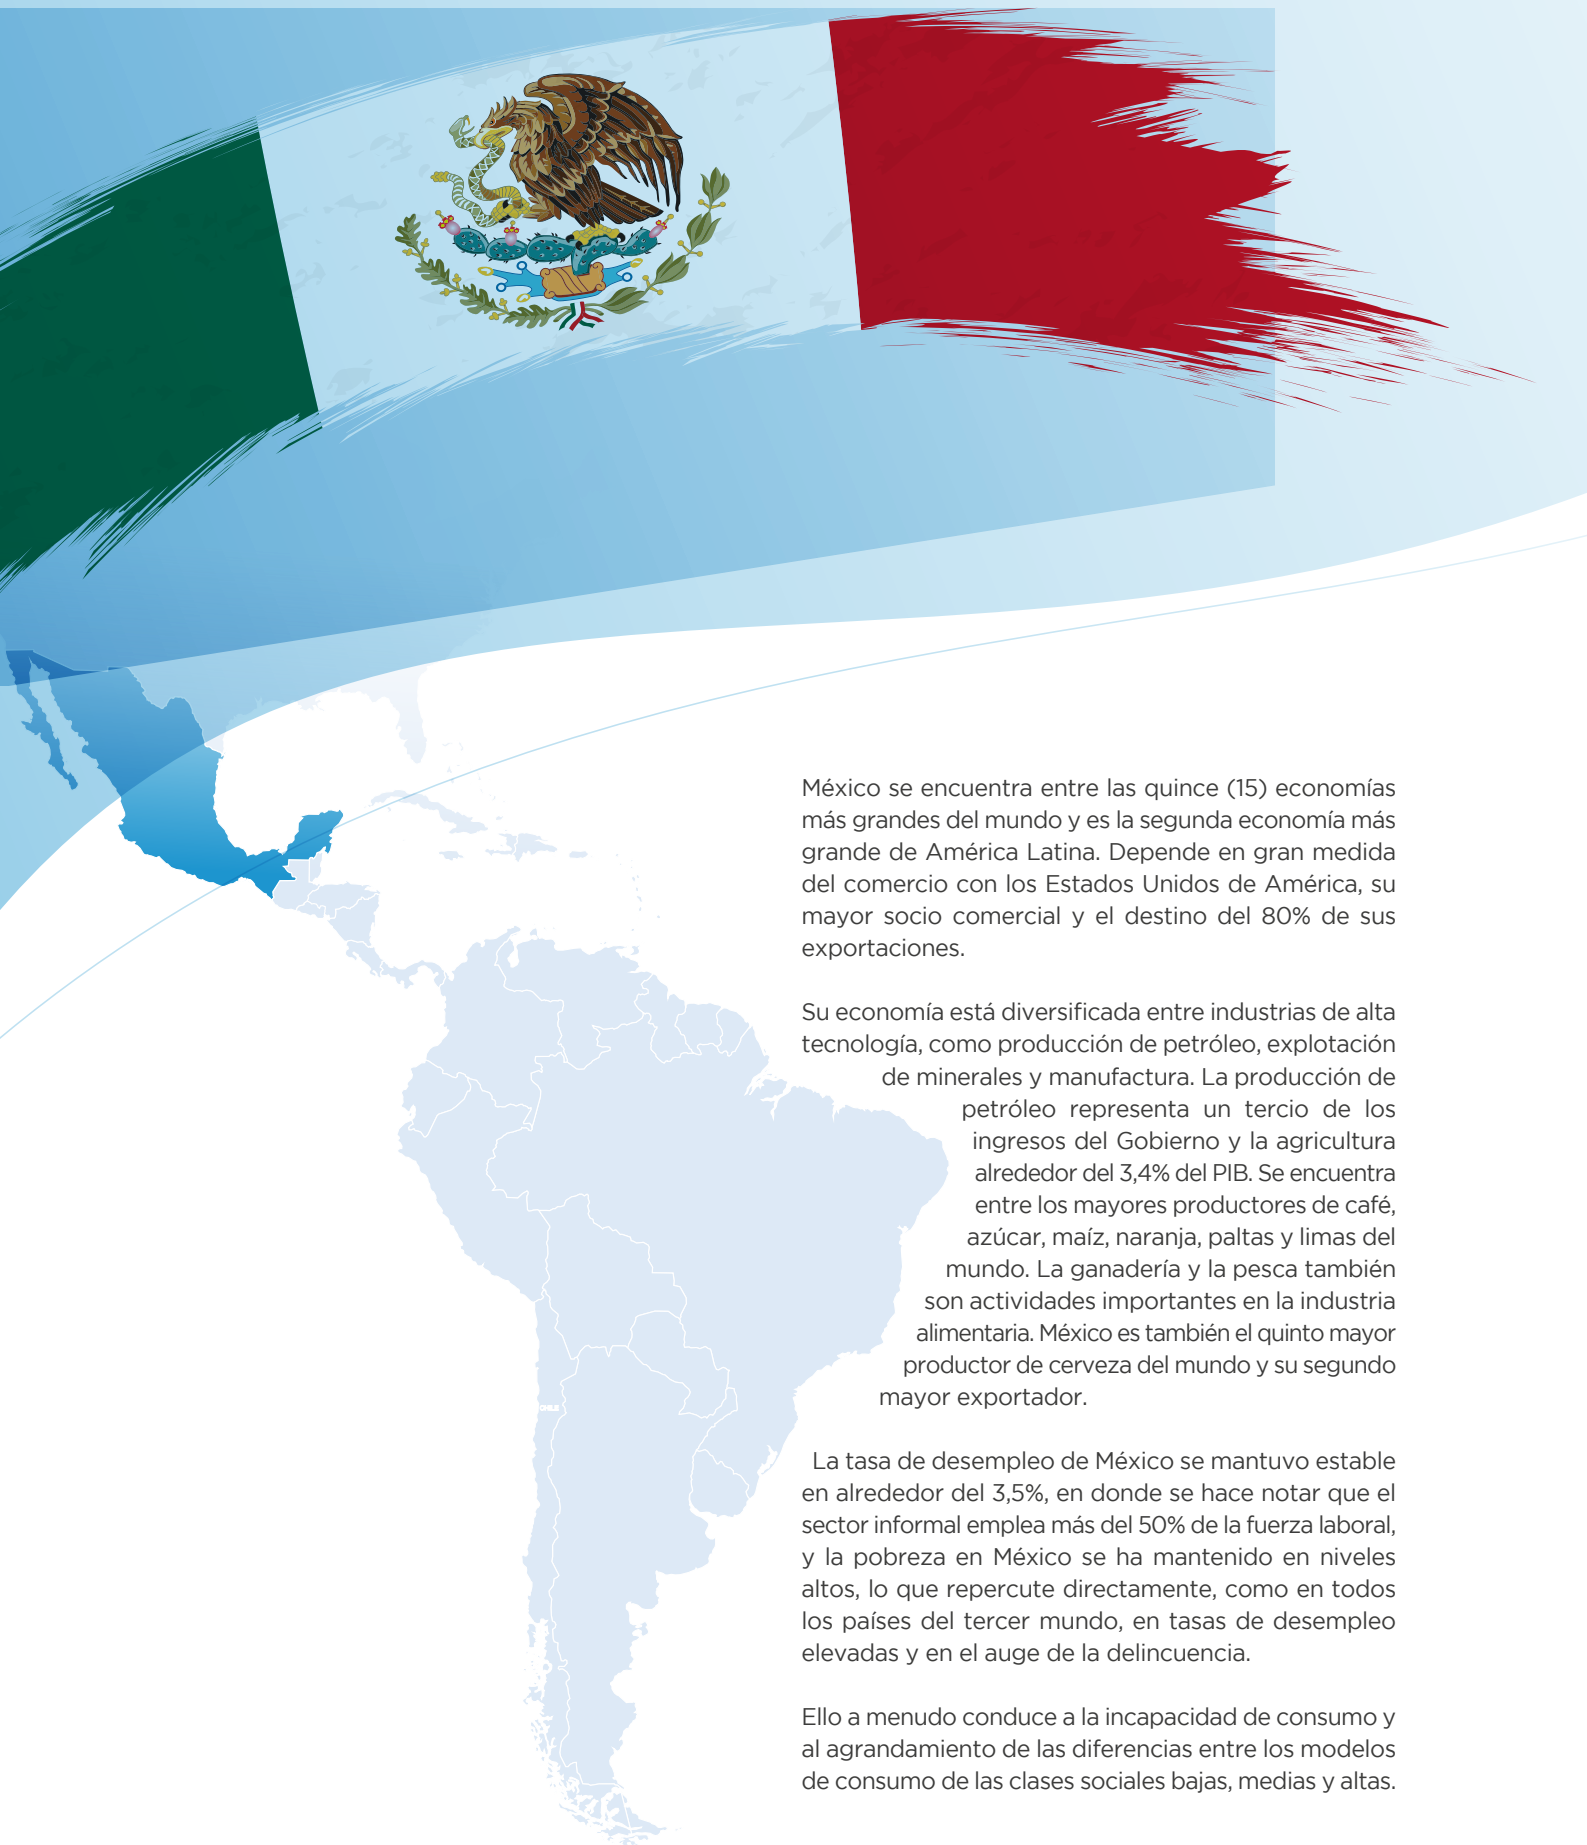 México se encuentra entre las quince (15) economías
más grandes del mundo y es la segunda economía más
grande de América Latina. Depende en gran medida
del comercio con los Estados Unidos de América, su
mayor socio comercial y el destino del 80% de sus
exportaciones.
Su economía está diversificada entre industrias de alta
tecnología, como producción de petróleo, explotación
de minerales y manufactura. La producción de
petróleo representa un tercio de los
ingresos del Gobierno y la agricultura
alrededor del 3,4% del PIB. Se encuentra
entre los mayores productores de café,
azúcar, maíz, naranja, paltas y limas del
mundo. La ganadería y la pesca también
son actividades importantes en la industria
alimentaria. México es también el quinto mayor
productor de cerveza del mundo y su segundo
mayor exportador.
CHILE
La tasa de desempleo de México se mantuvo estable
en alrededor del 3,5%, en donde se hace notar que el
sector informal emplea más del 50% de la fuerza laboral,
y la pobreza en México se ha mantenido en niveles
altos, lo que repercute directamente, como en todos
los países del tercer mundo, en tasas de desempleo
elevadas y en el auge de la delincuencia.
Ello a menudo conduce a la incapacidad de consumo y
al agrandamiento de las diferencias entre los modelos
de consumo de las clases sociales bajas, medias y altas.